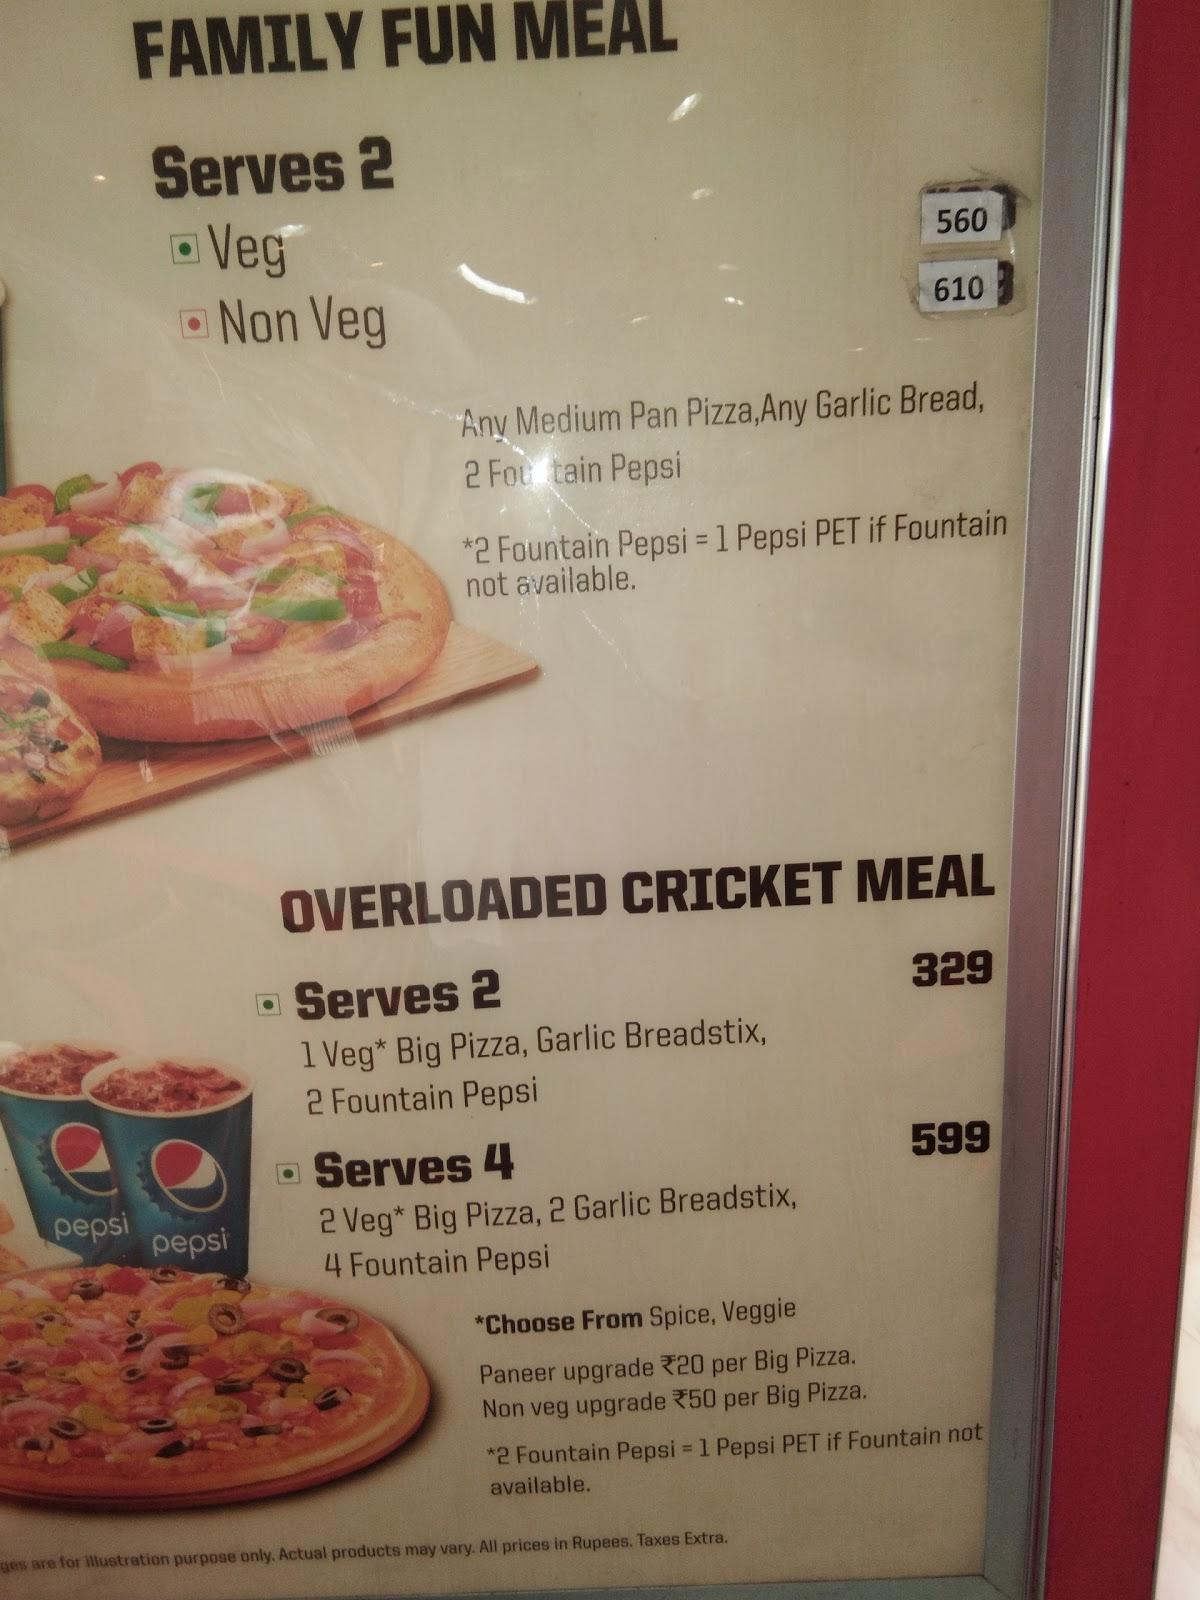 FAMILY FUN MEAL
Serves 2
Veg 560
Non Veg 610
Any Medium Pan Pizza,Any Garlic Bread,
2 Fountain Pepsi
*2 Fountain Pepsi = 1 Pepsi PET if Fountain
not available.
OVERLOADED CRICKET MEAL
Serves 2 329
1 Veg* Big Pizza, Garlic Breadstix,
2 Fountain Pepsi
Serves 4 599
2 Veg* Big Pizza, 2 Garlic Breadstix,
4 Fountain Pepsi
pepsi
pepsi
*Choose From Spice, Veggie
Paneer upgrade ₹20 per Big Pizza.
Non veg upgrade ₹50 per Big Pizza.
*2 Fountain Pepsi = 1 Pepsi PET if Fountain not
available.
ges are for illustration purpose only. Actual products may vary. All prices in Rupees. Taxes Extra.